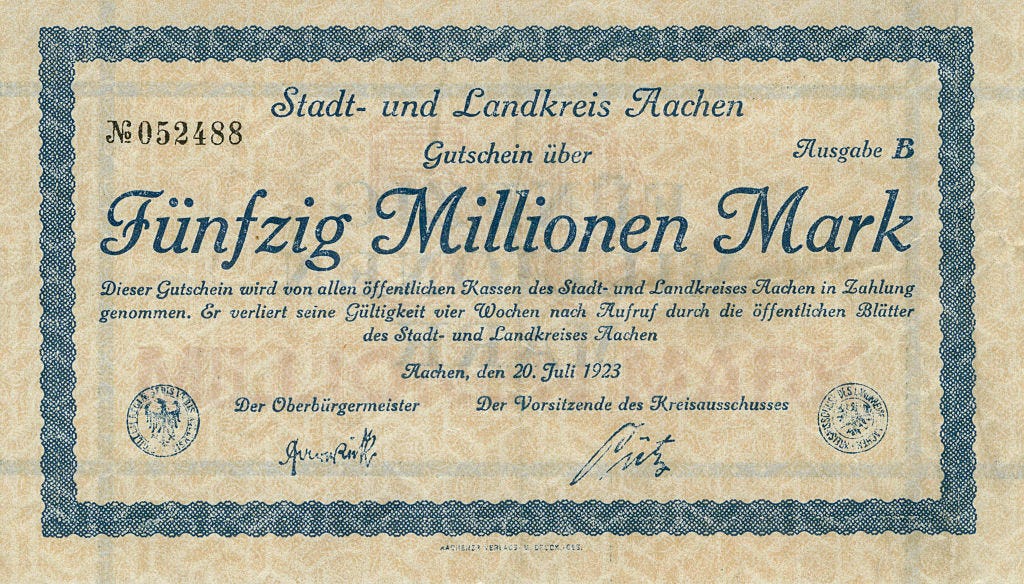 Stadt- und Landkreis Aachen
№ 052488
Gutschein über
Ausgabe B
Fünfzig Millionen Mark
Dieser Gutschein wird von allen öffentlichen Kassen des Stadt- und Landkreises Aachen in Zahlung
genommen. Er verliert seine Gültigkeit vier Wochen nach Aufruf durch die öffentlichen Blätter
des Stadt- und Landkreises Aachen
Aachen, den 20. Juli 1923
Der Oberbürgermeister
Der Vorsitzende des Kreisausschusses